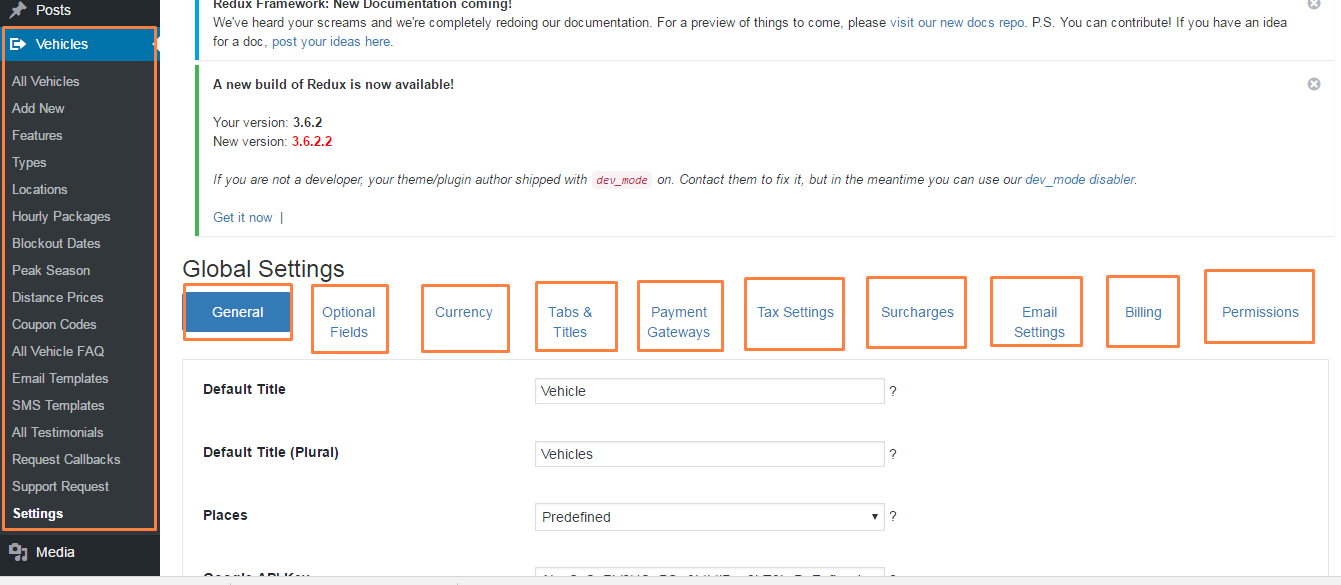 Posts
Vehicles
All Vehicles
Add New
Features
Types
Locations
Hourly Packages
Blockout Dates
Peak Season
Distance Prices
Coupon Codes
All Vehicle FAQ
Email Templates
SMS Templates
All Testimonials
Request Callbacks
Support Request
Settings
Media
Redux Framework: New Documentation coming!
We've heard your screams and we're completely redoing our documentation. For a preview of things to come, please visit our new docs repo. P.S. You can contribute! If you have an idea
for a doc, post your ideas here.
A new build of Redux is now available!
Your version: 3.6.2
New version: 3.6.2.2
If you are not a developer, your theme/plugin author shipped with dev_mode on. Contact them to fix it, but in the meantime you can use our dev_mode disabler.
Get it now |
Global Settings
General
Optional
Fields
Currency
Tabs &
Titles
Payment
Gateways
Tax Settings
Surcharges
Email
Settings
Billing
Permissions
Default Title
Vehicle ?
Default Title (Plural)
Vehicles ?
Places
Predefined ?
Google API Key